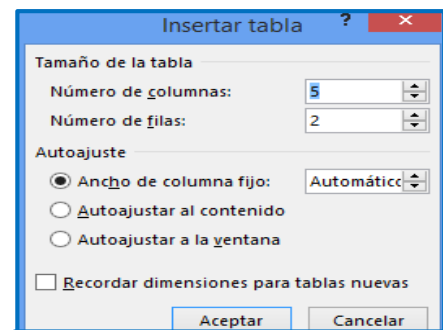 Insertar tabla ? ×
Tamaño de la tabla
Número de columnas: 5
Número de filas: 2
Autoajuste
Ancho de columna fijo: Automático
Autoajustar al contenido
Autoajustar a la ventana
Recordar dimensiones para tablas nuevas
Aceptar Cancelar